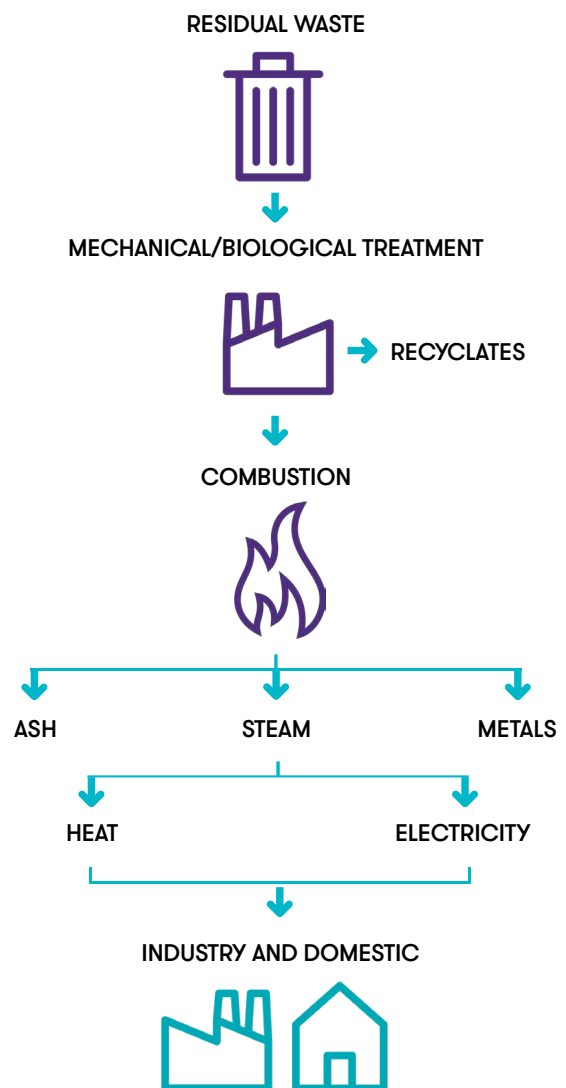 RESIDUAL WASTE
MECHANICAL/BIOLOGICAL TREATMENT
RECYCLATES
COMBUSTION
ASH
STEAM
METALS
HEAT
ELECTRICITY
INDUSTRY AND DOMESTIC